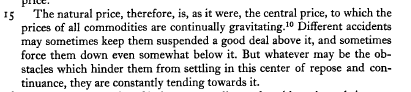 price.
15 The natural price, therefore, is, as it were, the central price, to which the
prices of all commodities are continually gravitating.¹⁰ Different accidents
may sometimes keep them suspended a good deal above it, and sometimes
force them down even somewhat below it. But whatever may be the ob-
stacles which hinder them from settling in this center of repose and con-
tinuance, they are constantly tending towards it.